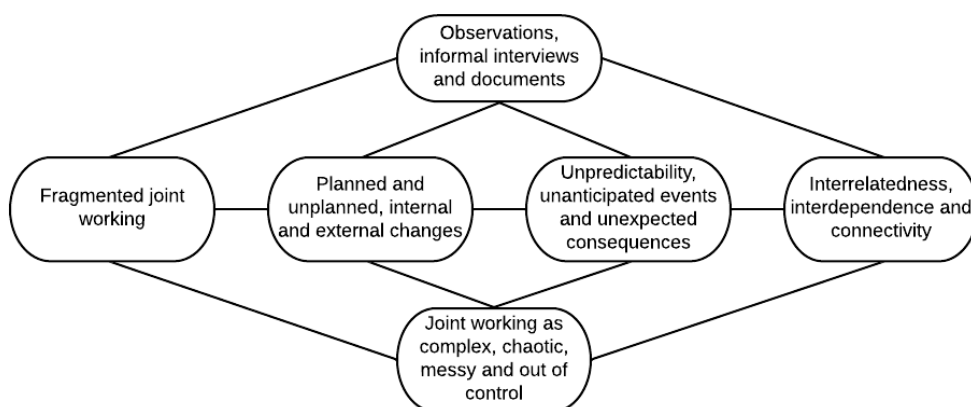 Observations,
informal interviews
and documents
Fragmented joint
working
Planned and
unplanned, internal
and external changes
Unpredictability,
unanticipated events
and unexpected
consequences
Interrelatedness,
interdependence and
connectivity
Joint working as
complex, chaotic,
messy and out of
control